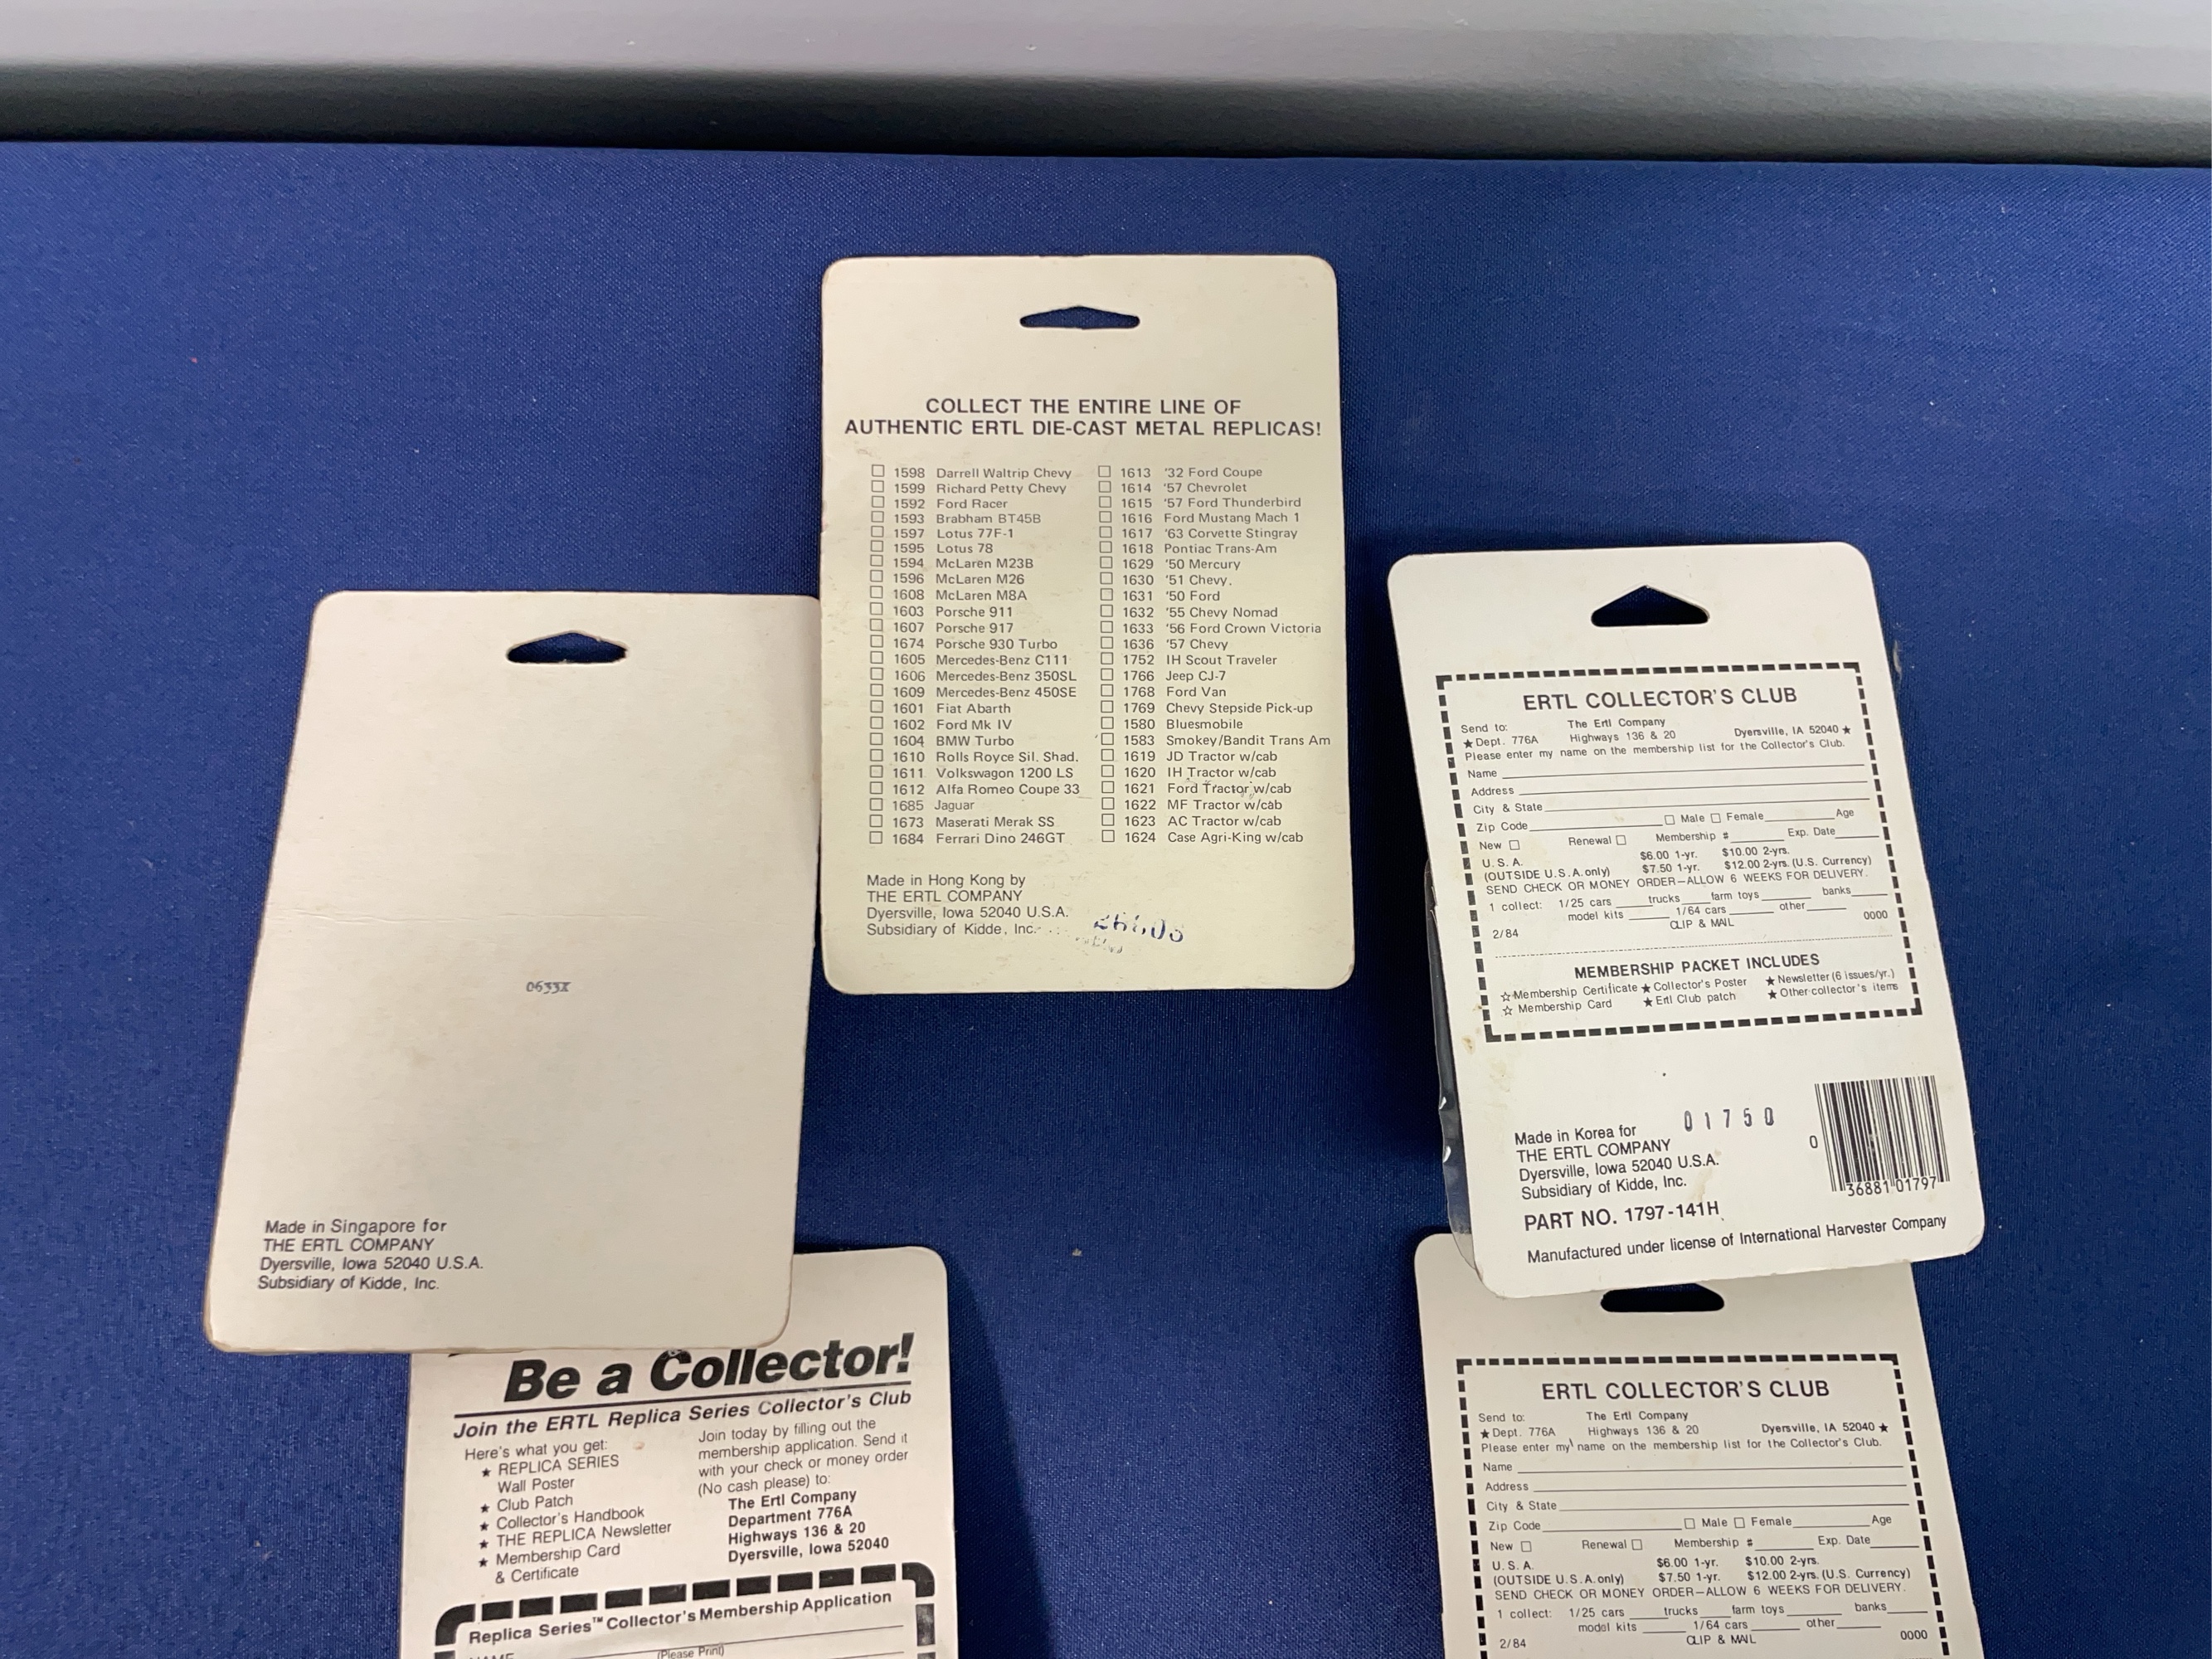 COLLECT THE ENTIRE LINE OF
AUTHENTIC ERTL DIE-CAST METAL REPLICAS!
1598 Darrell Waltrip Chevy
1599 Richard Petty Chevy
1592 Ford Racer
1593 Brabham BT45B
1597 Lotus 77F-1
1595 Lotus 78
1594 McLaren M23B
1596 McLaren M26
1608 McLaren M8A
1603 Porsche 911
1607 Porsche 917
1674 Porsche 930 Turbo
1605 Mercedes-Benz C111
1606 Mercedes-Benz 350SL
1609 Mercedes-Benz 450SE
1601 Fiat Abarth
1602 Ford Mk IV
1604 BMW Turbo
1610 Rolls Royce Sil. Shad.
1611 Volkswagon 1200 LS
1612 Alfa Romeo Coupe 33
1685 Jaguar
1673 Maserati Merak SS
1684 Ferrari Dino 246GT
1613 '32 Ford Coupe
1614 '57 Chevrolet
1615 '57 Ford Thunderbird
1616 Ford Mustang Mach 1
1617 '63 Corvette Stingray
1618 Pontiac Trans-Am
1629 '50 Mercury
1630 '51 Chevy.
1631 '50 Ford
1632 '55 Chevy Nomad
1633 '56 Ford Crown Victoria
1636 '57 Chevy
1752 IH Scout Traveler
1766 Jeep CJ-7
1768 Ford Van
1769 Chevy Stepside Pick-up
1580 Bluesmobile
1583 Smokey/Bandit Trans Am
1619 JD Tractor w/cab
1620 IH Tractor w/cab
1621 Ford Tractor w/cab
1622 MF Tractor w/cab
1623 AC Tractor w/cab
1624 Case Agri-King w/cab
Made in Hong Kong by
THE ERTL COMPANY
Dyersville, Iowa 52040 U.S.A.
Subsidiary of Kidde, Inc.
0633X
Made in Singapore for
THE ERTL COMPANY
Dyersville, Iowa 52040 U.S.A.
Subsidiary of Kidde, Inc.
ERTL COLLECTOR'S CLUB
Send to: The Ertl Company
★ Dept. 776A Highways 136 & 20 Dyersville, IA 52040 ★
Please enter my name on the membership list for the Collector's Club.
Name
Address
City & State
Zip Code Male Female Age
New Renewal Membership # Exp. Date
U.S.A. $6.00 1-yr. $10.00 2-yrs.
(OUTSIDE U.S.A. only) $7.50 1-yr. $12.00 2-yrs. (U.S. Currency)
SEND CHECK OR MONEY ORDER—ALLOW 6 WEEKS FOR DELIVERY.
1 collect: 1/25 cars trucks farm toys banks
model kits 1/64 cars other
2/84 CLIP & MAIL 0000
MEMBERSHIP PACKET INCLUDES
☆ Membership Certificate ★ Collector's Poster ★ Newsletter (6 issues/yr.)
☆ Membership Card ★ Ertl Club patch ★ Other collector's items
01750
Made in Korea for
THE ERTL COMPANY
Dyersville, Iowa 52040 U.S.A.
Subsidiary of Kidde, Inc.
PART NO. 1797-141H
0 36881 01797
Manufactured under license of International Harvester Company
Be a Collector!
Join the ERTL Replica Series Collector's Club
Here's what you get:
★ REPLICA SERIES
Wall Poster
★ Club Patch
★ Collector's Handbook
★ THE REPLICA Newsletter
★ Membership Card
& Certificate
Join today by filling out the
membership application. Send it
with your check or money order
(No cash please) to:
The Ertl Company
Department 776A
Highways 136 & 20
Dyersville, Iowa 52040
Replica Series™ Collector's Membership Application
(Please Print)
ERTL COLLECTOR'S CLUB
Send to: The Ertl Company
★ Dept. 776A Highways 136 & 20 Dyersville, IA 52040 ★
Please enter my name on the membership list for the Collector's Club.
Name
Address
City & State
Zip Code Male Female Age
New Renewal Membership # Exp. Date
U.S.A. $6.00 1-yr. $10.00 2-yrs.
(OUTSIDE U.S.A. only) $7.50 1-yr. $12.00 2-yrs. (U.S. Currency)
SEND CHECK OR MONEY ORDER—ALLOW 6 WEEKS FOR DELIVERY.
1 collect: 1/25 cars trucks farm toys banks
model kits 1/64 cars other
2/84 CLIP & MAIL 0000